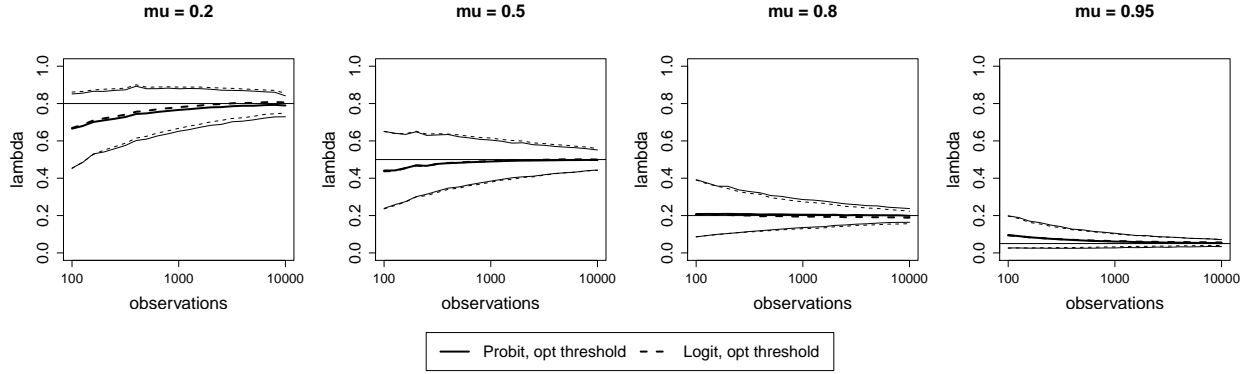 mu = 0.2
mu = 0.5
mu = 0.8
mu = 0.95
lambda
0.0 0.2 0.4 0.6 0.8 1.0
100 1000 10000
observations
lambda
0.0 0.2 0.4 0.6 0.8 1.0
100 1000 10000
observations
lambda
0.0 0.2 0.4 0.6 0.8 1.0
100 1000 10000
observations
lambda
0.0 0.2 0.4 0.6 0.8 1.0
100 1000 10000
observations
Probit, opt threshold Logit, opt threshold